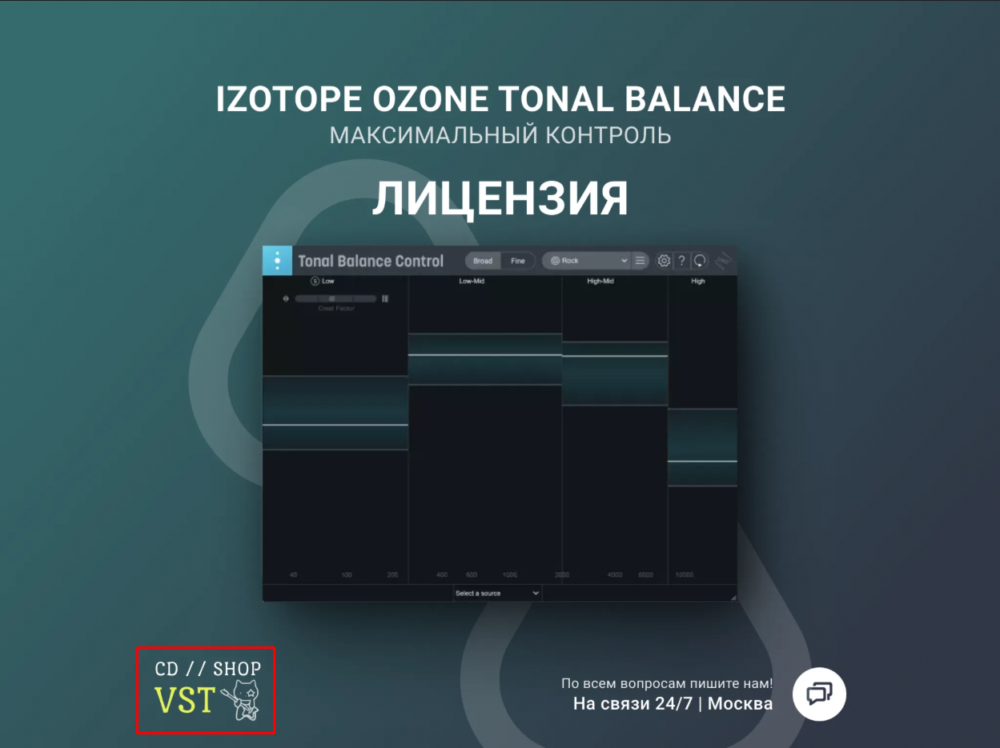 IZOTOPE OZONE TONAL BALANCE
МАКСИМАЛЬНЫЙ КОНТРОЛЬ
ЛИЦЕНЗИЯ
Tonal Balance Control Broad Fine Rock ?
S Low Low-Mid High-Mid High
Crest Factor
40 100 200 400 600 1000 2000 4000 6000 10000
Select a source
CD // SHOP
VST
По всем вопросам пишите нам!
На связи 24/7 | Москва